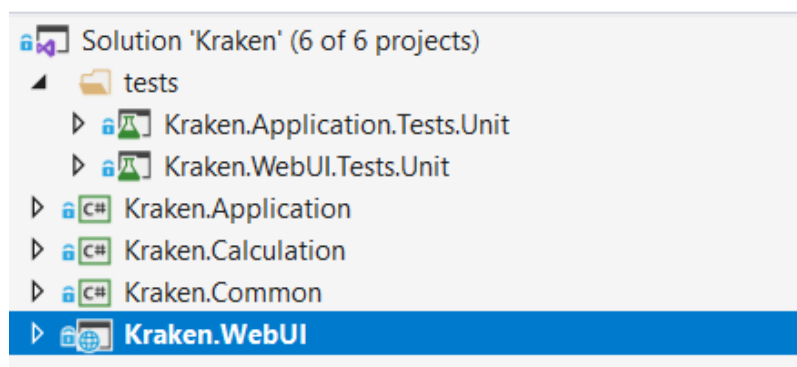 Solution 'Kraken' (6 of 6 projects)
tests
Kraken.Application.Tests.Unit
Kraken.WebUI.Tests.Unit
C# Kraken.Application
C# Kraken.Calculation
C# Kraken.Common
Kraken.WebUI